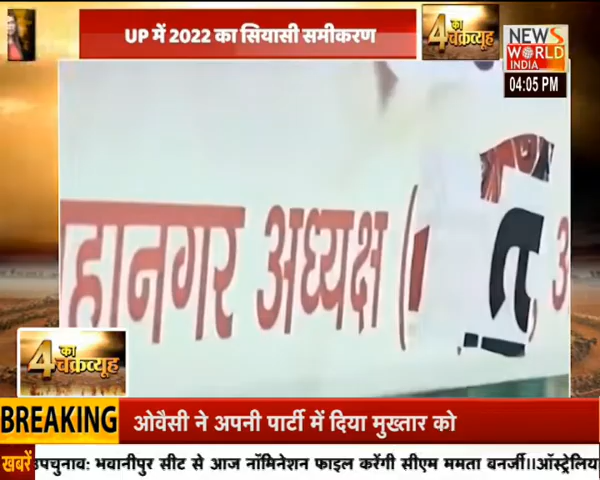 UP में 2022 का सियासी समीकरण
4 का
चक्रव्यूह
NEWS
WORLD
INDIA
04:05 PM
हानगर अध्यक्ष (
4 का
चक्रव्यूह
BREAKING
ओवैसी ने अपनी पार्टी में दिया मुख्तार को
खबरें
उपचुनाव: भवानीपुर सीट से आज नॉमिनेशन फाइल करेंगी सीएम ममता बनर्जी।।ऑस्ट्रेलिय